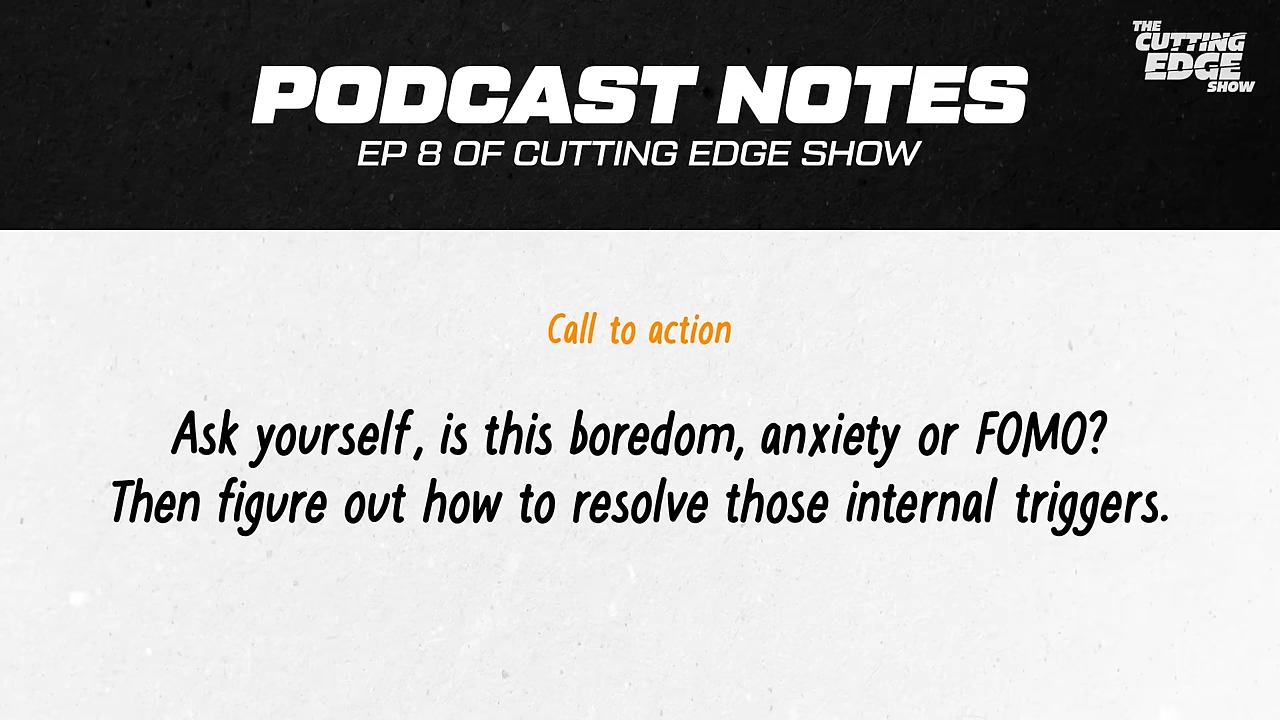 THE
CUTTING
EDGE
SHOW
PODCAST NOTES
EP 8 OF CUTTING EDGE SHOW
Call to action
Ask yourself, is this boredom, anxiety or FOMO?
Then figure out how to resolve those internal triggers.